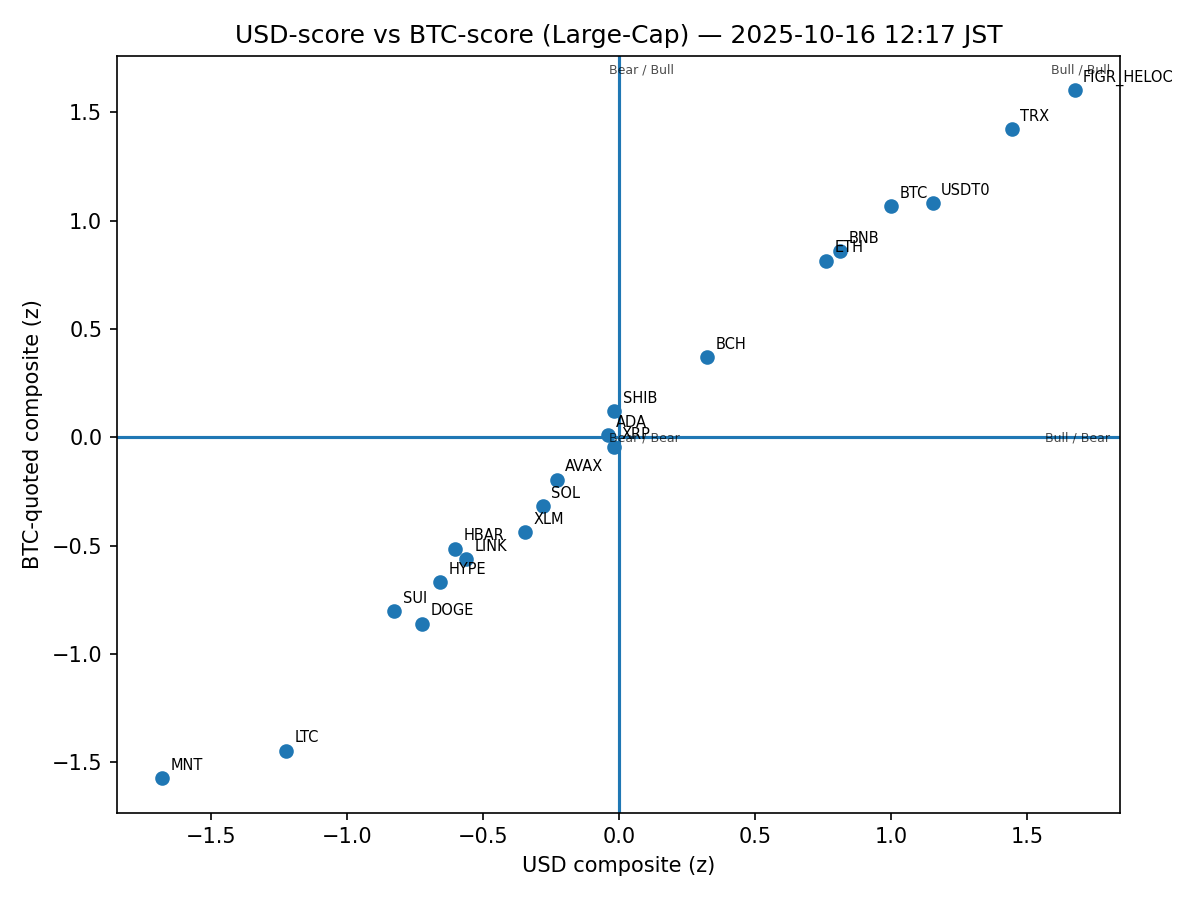 USD-score vs BTC-score (Large-Cap) — 2025-10-16 12:17 JST
Bear / Bull
Bull / Bull
FIGR_HELOC
TRX
BTC
USDT0
BNB
ETH
BCH
SHIB
ADA
XRP
Bear / Bear
Bull / Bear
AVAX
SOL
XLM
HBAR
LINK
HYPE
SUI
DOGE
LTC
MNT
1.5
1.0
0.5
0.0
−0.5
−1.0
−1.5
BTC-quoted composite (z)
−1.5
−1.0
−0.5
0.0
0.5
1.0
1.5
USD composite (z)